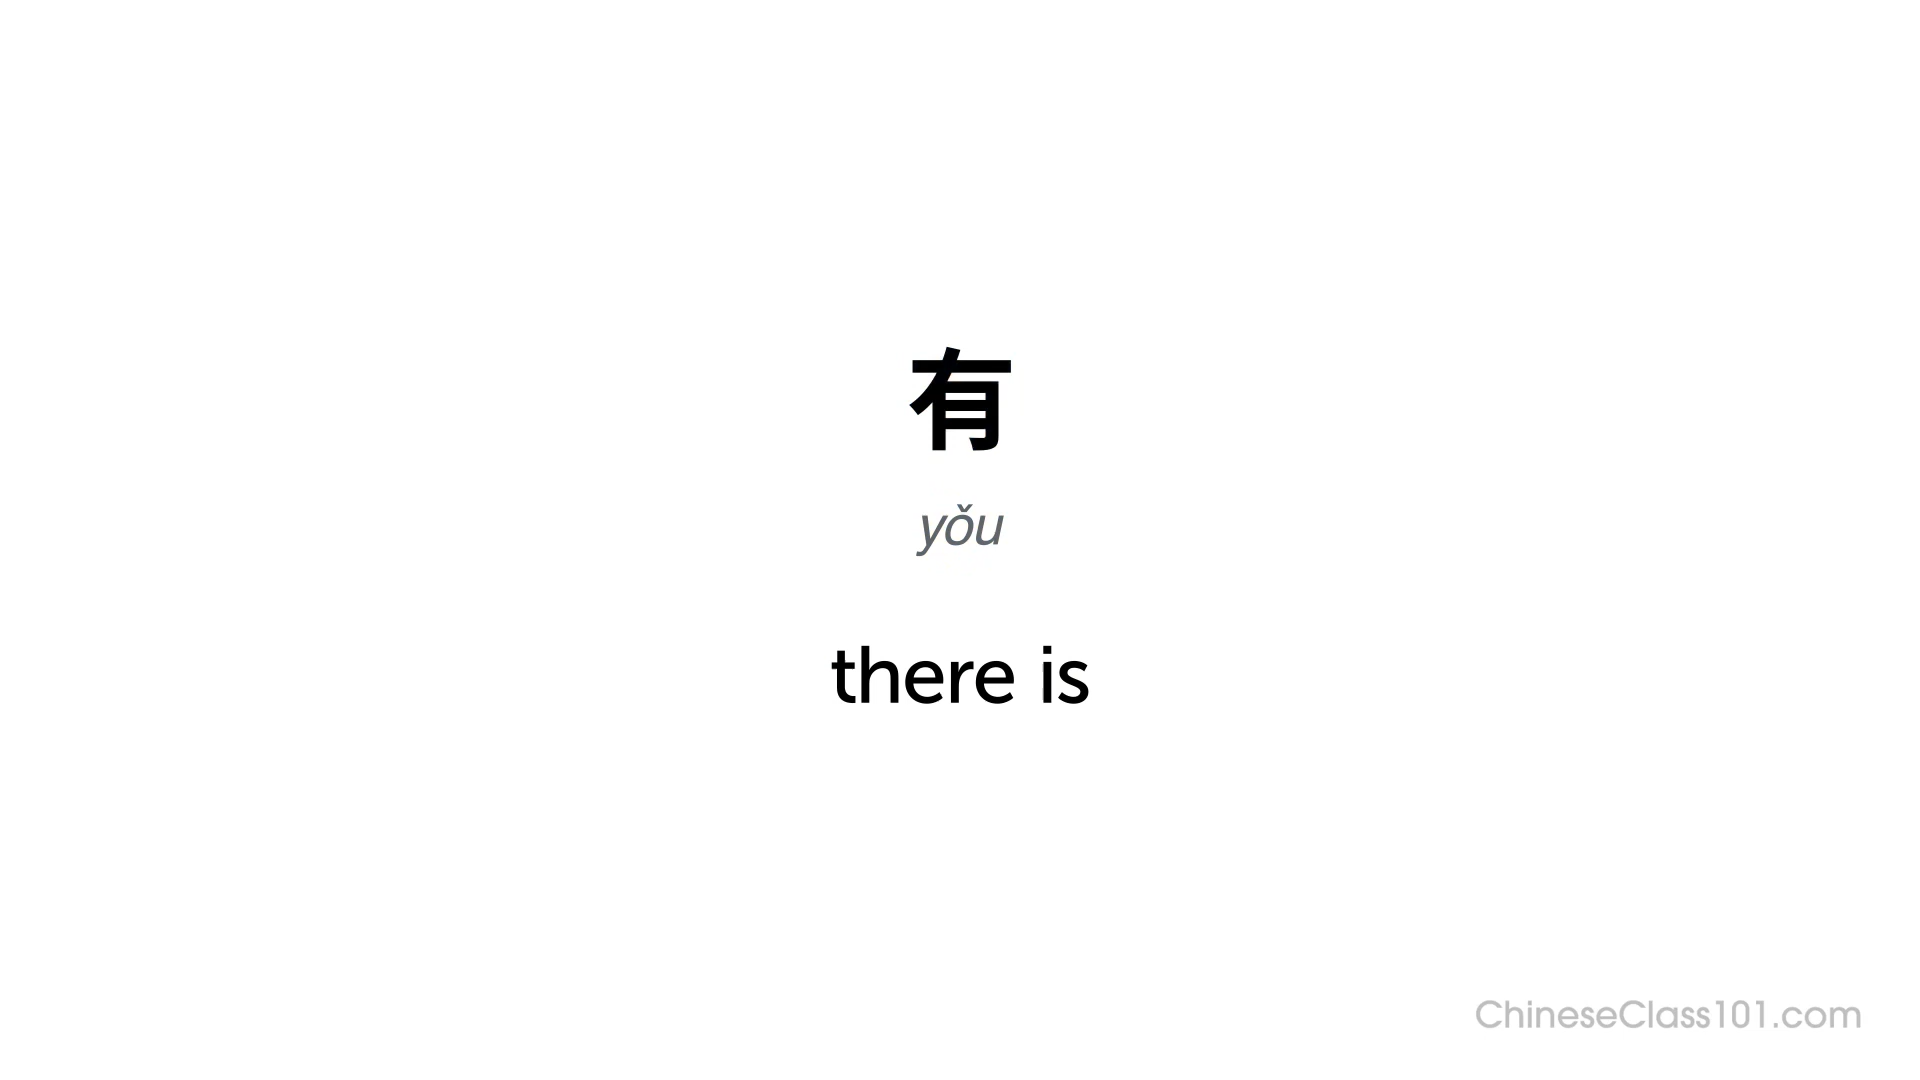 有
yǒu
there is
ChineseClass101.com